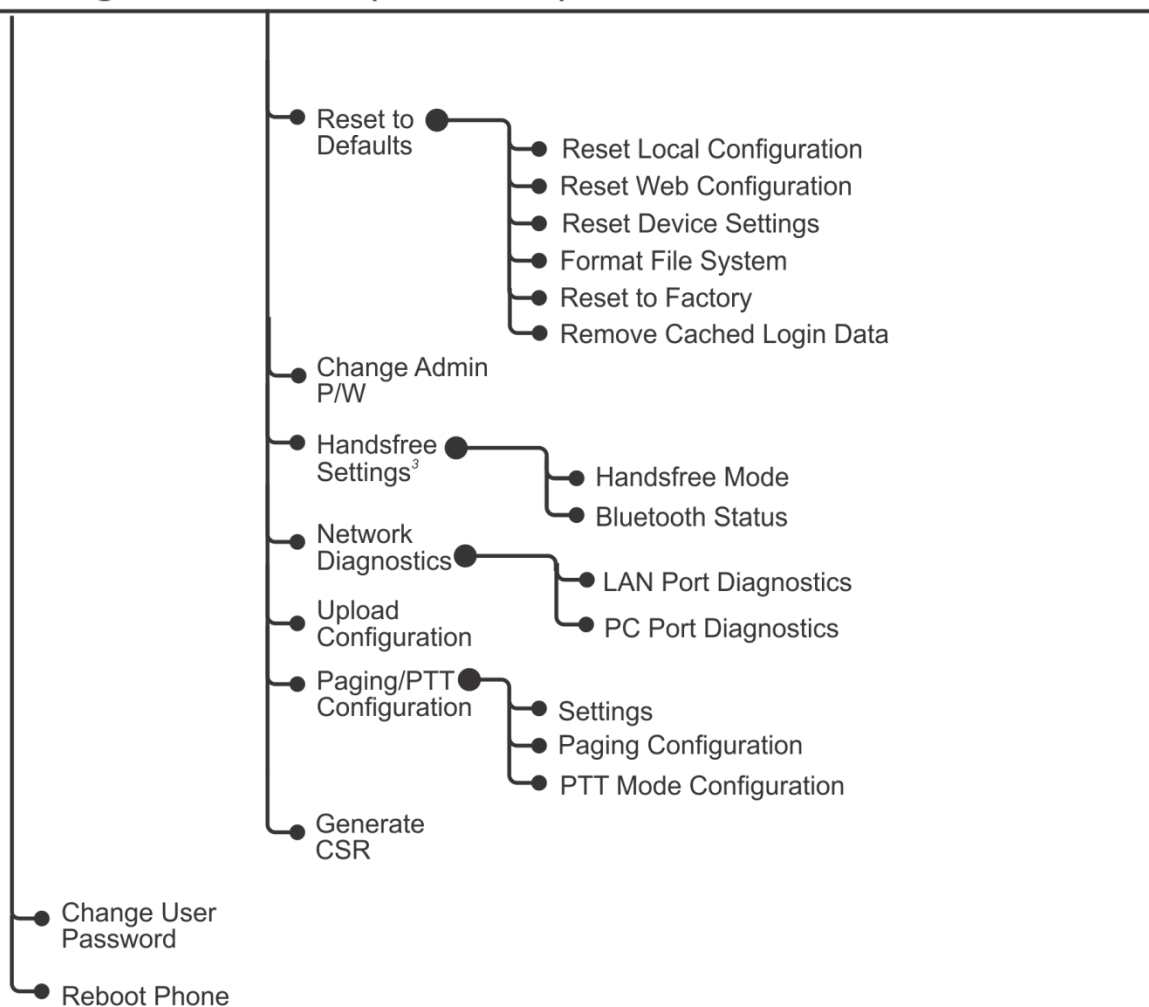 Reset to
Defaults
Reset Local Configuration
Reset Web Configuration
Reset Device Settings
Format File System
Reset to Factory
Remove Cached Login Data
Change Admin
P/W
Handsfree
Settings³
Handsfree Mode
Bluetooth Status
Network
Diagnostics
LAN Port Diagnostics
PC Port Diagnostics
Upload
Configuration
Paging/PTT
Configuration
Settings
Paging Configuration
PTT Mode Configuration
Generate
CSR
Change User
Password
Reboot Phone